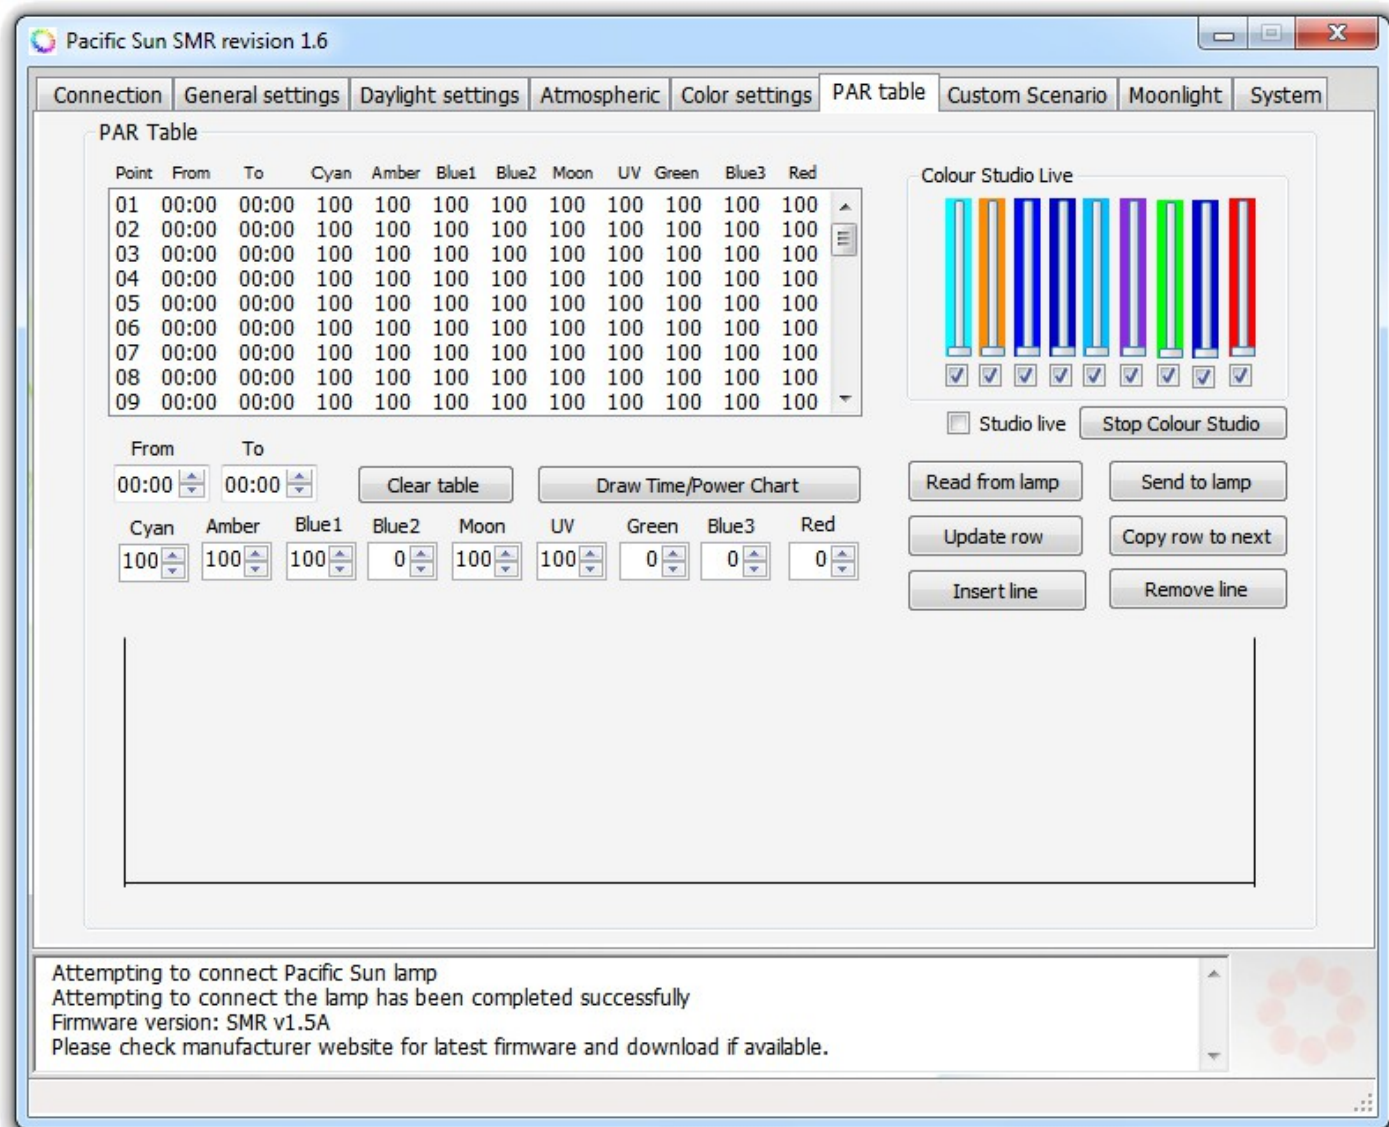 Pacific Sun SMR revision 1.6
Connection General settings Daylight settings Atmospheric Color settings PAR table Custom Scenario Moonlight System
PAR Table
Point From To Cyan Amber Blue1 Blue2 Moon UV Green Blue3 Red
01 00:00 00:00 100 100 100 100 100 100 100 100 100
02 00:00 00:00 100 100 100 100 100 100 100 100 100
03 00:00 00:00 100 100 100 100 100 100 100 100 100
04 00:00 00:00 100 100 100 100 100 100 100 100 100
05 00:00 00:00 100 100 100 100 100 100 100 100 100
06 00:00 00:00 100 100 100 100 100 100 100 100 100
07 00:00 00:00 100 100 100 100 100 100 100 100 100
08 00:00 00:00 100 100 100 100 100 100 100 100 100
09 00:00 00:00 100 100 100 100 100 100 100 100 100
Colour Studio Live
Studio live Stop Colour Studio
From To
00:00 00:00 Clear table Draw Time/Power Chart
Cyan Amber Blue1 Blue2 Moon UV Green Blue3 Red
100 100 100 0 100 100 0 0 0
Read from lamp Send to lamp
Update row Copy row to next
Insert line Remove line
Attempting to connect Pacific Sun lamp
Attempting to connect the lamp has been completed successfully
Firmware version: SMR v1.5A
Please check manufacturer website for latest firmware and download if available.